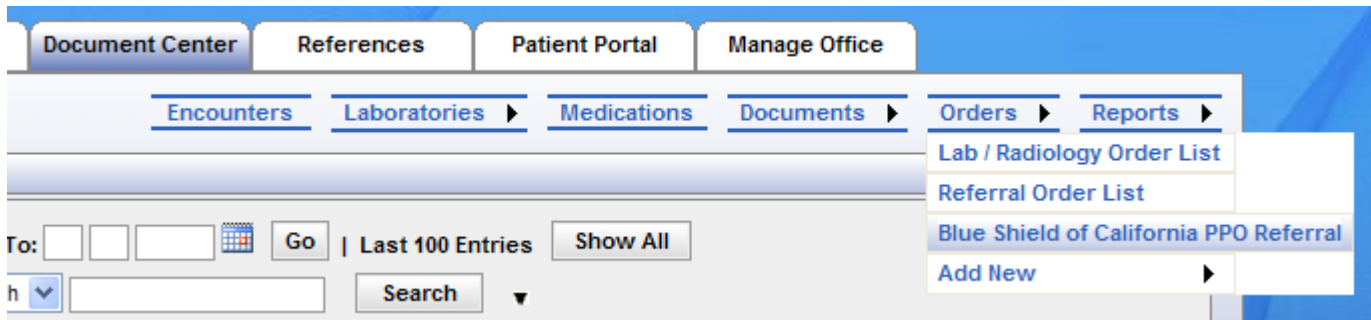 Document Center References Patient Portal Manage Office
Encounters Laboratories Medications Documents Orders Reports
Lab / Radiology Order List
Referral Order List
Blue Shield of California PPO Referral
Add New
To: Go | Last 100 Entries Show All
h Search